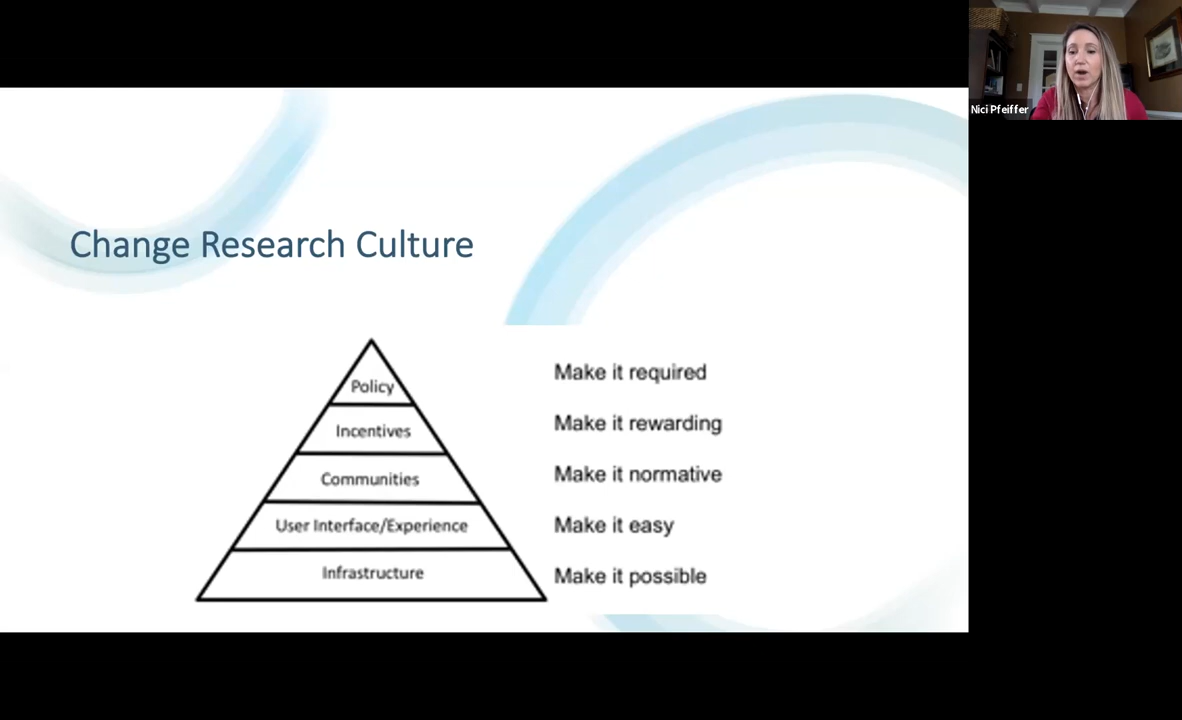 Nici Pfeiffer
Change Research Culture
Policy
Make it required
Incentives
Make it rewarding
Communities
Make it normative
User Interface/Experience
Make it easy
Infrastructure
Make it possible